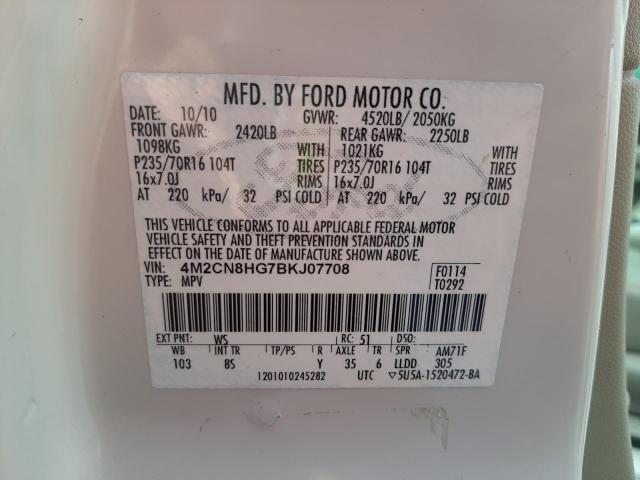 MFD. BY FORD MOTOR CO.
DATE: 10/10 GVWR: 4520LB/ 2050KG
FRONT GAWR: 2420LB REAR GAWR: 2250LB
1098KG WITH 1021KG WITH
P235/70R16 104T TIRES P235/70R16 104T TIRES
16x7.0J RIMS 16x7.0J RIMS
AT 220 kPa/ 32 PSI COLD AT 220 kPa/ 32 PSI COLD
THIS VEHICLE CONFORMS TO ALL APPLICABLE FEDERAL MOTOR
VEHICLE SAFETY AND THEFT PREVENTION STANDARDS IN
EFFECT ON THE DATE OF MANUFACTURE SHOWN ABOVE.
VIN: 4M2CN8HG7BKJ07708 F0114
TYPE: MPV T0292
EXT PNT: WS RC: 51 DSO:
WB INT TR TP/PS R AXLE TR SPR AM71F
103 8S Y 35 6 LLDD 305
1201010245282 UTC ▽5U5A-1520472-BA